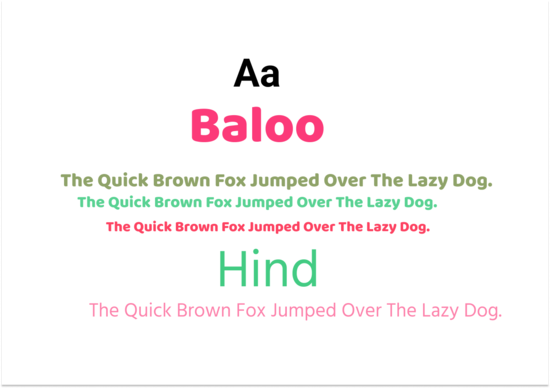 Aa
Baloo
The Quick Brown Fox Jumped Over The Lazy Dog.
The Quick Brown Fox Jumped Over The Lazy Dog.
The Quick Brown Fox Jumped Over The Lazy Dog.
Hind
The Quick Brown Fox Jumped Over The Lazy Dog.